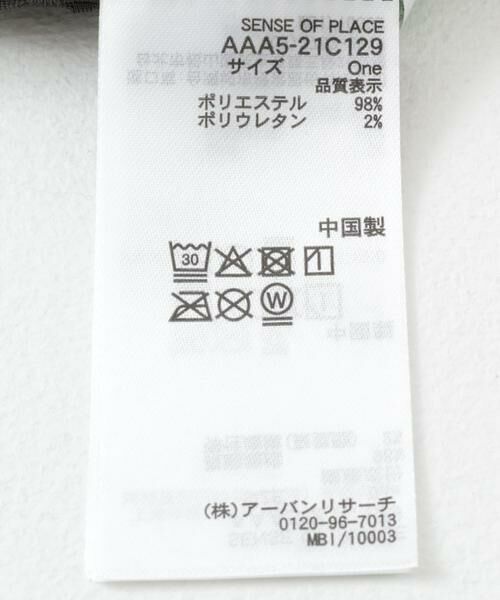 SENSE OF PLACE
AAA5-21C129
サイズ One
品質表示
ポリエステル 98%
ポリウレタン 2%
中国製
30
W
(株)アーバンリサーチ
0120-96-7013
MBI/10003